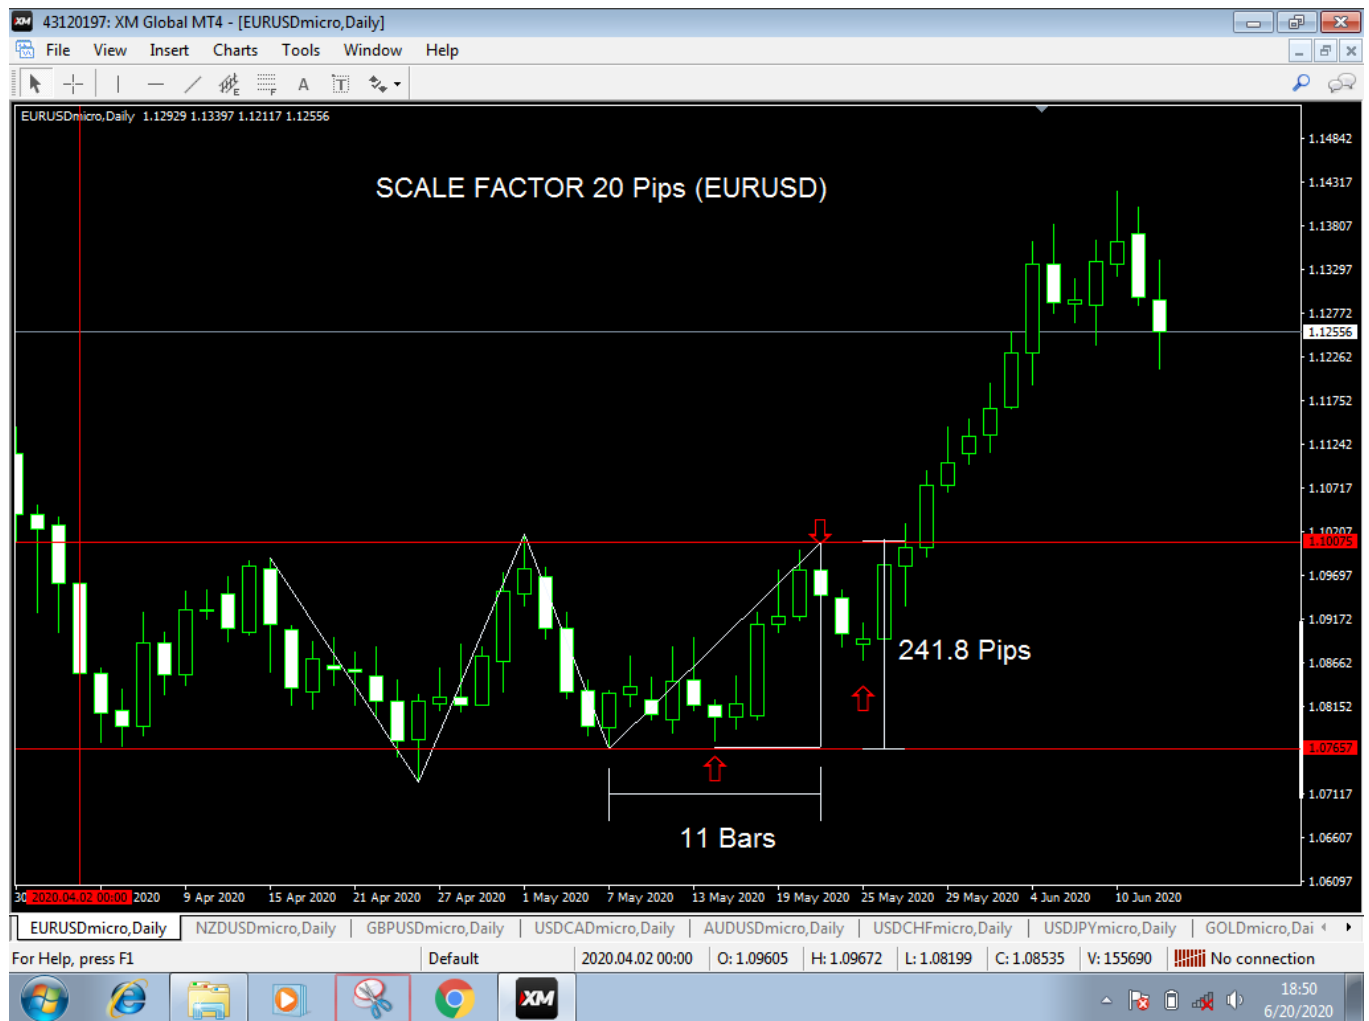 XM 43120197: XM Global MT4 - [EURUSDmicro,Daily]
File View Insert Charts Tools Window Help
E F A T
EURUSDmicro,Daily 1.12929 1.13397 1.12117 1.12556
1.14842
SCALE FACTOR 20 Pips (EURUSD)
1.14317
1.13807
1.13297
1.12772
1.12556
1.12262
1.11752
1.11242
1.10717
1.10207
1.10075
1.09697
1.09172
241.8 Pips
1.08662
1.08152
1.07657
1.07117
11 Bars
1.06607
1.06097
30 2020.04.02 00:00 2020 9 Apr 2020 15 Apr 2020 21 Apr 2020 27 Apr 2020 1 May 2020 7 May 2020 13 May 2020 19 May 2020 25 May 2020 29 May 2020 4 Jun 2020 10 Jun 2020
EURUSDmicro,Daily NZDUSDmicro,Daily GBPUSDmicro,Daily USDCADmicro,Daily AUDUSDmicro,Daily USDCHFmicro,Daily USDJPYmicro,Daily GOLDmicro,Dai
For Help, press F1 Default 2020.04.02 00:00 O: 1.09605 H: 1.09672 L: 1.08199 C: 1.08535 V: 155690 No connection
XM
18:50
6/20/2020